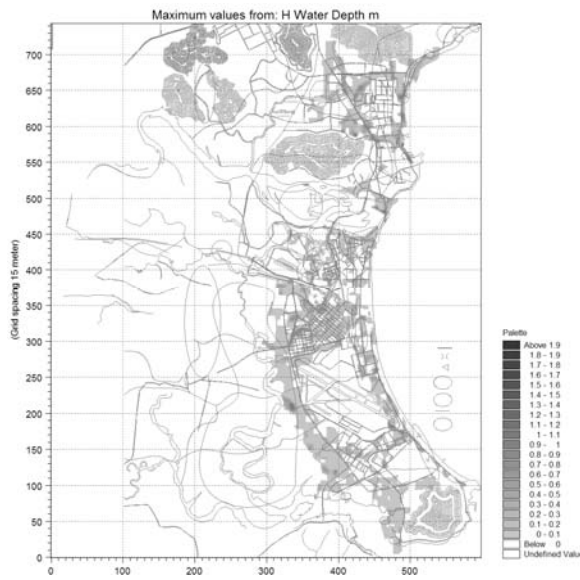 Maximum values from: H Water Depth m
700
650
600
550
500
450
400
350
300
250
200
150
100
50
0
(Grid spacing 15 meter)
0 100 200 300 400 500
Palette
Above 1.9
1.8 - 1.9
1.7 - 1.8
1.6 - 1.7
1.5 - 1.6
1.4 - 1.5
1.3 - 1.4
1.2 - 1.3
1.1 - 1.2
1 - 1.1
0.9 - 1
0.8 - 0.9
0.7 - 0.8
0.6 - 0.7
0.5 - 0.6
0.4 - 0.5
0.3 - 0.4
0.2 - 0.3
0.1 - 0.2
0 - 0.1
Below 0
Undefined Value